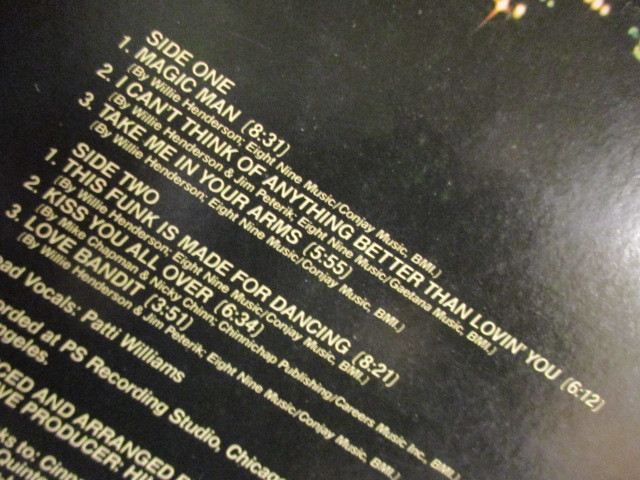 SIDE ONE
1. MAGIC MAN (8:31)
(By Willie Henderson; Eight Nine Music/Conjay Music, BMI.)
2. I CAN'T THINK OF ANYTHING BETTER THAN LOVIN' YOU (6:12)
(By Willie Henderson & Jim Peterik; Eight Nine Music/Gaetana Music, BMI.)
3. TAKE ME IN YOUR ARMS (5:55)
(By Willie Henderson; Eight Nine Music/Conjay Music, BMI.)
SIDE TWO
1. THIS FUNK IS MADE FOR DANCING (8:21)
(By Willie Henderson; Eight Nine Music/Conjay Music, BMI.)
2. KISS YOU ALL OVER (6:34)
(By Mike Chapman & Nicky Chinn; Chinnichap Publishing/Careers Music Inc., BMI.)
3. LOVE BANDIT (3:51)
(By Willie Henderson & Jim Peterik; Eight Nine Music/Conjay Music, BMI.)
ead Vocals: Patti Williams
orded at PS Recording Studio, Chicago
Angeles.
CED AND ARRANGED
VE PRODUCER:
ks to: